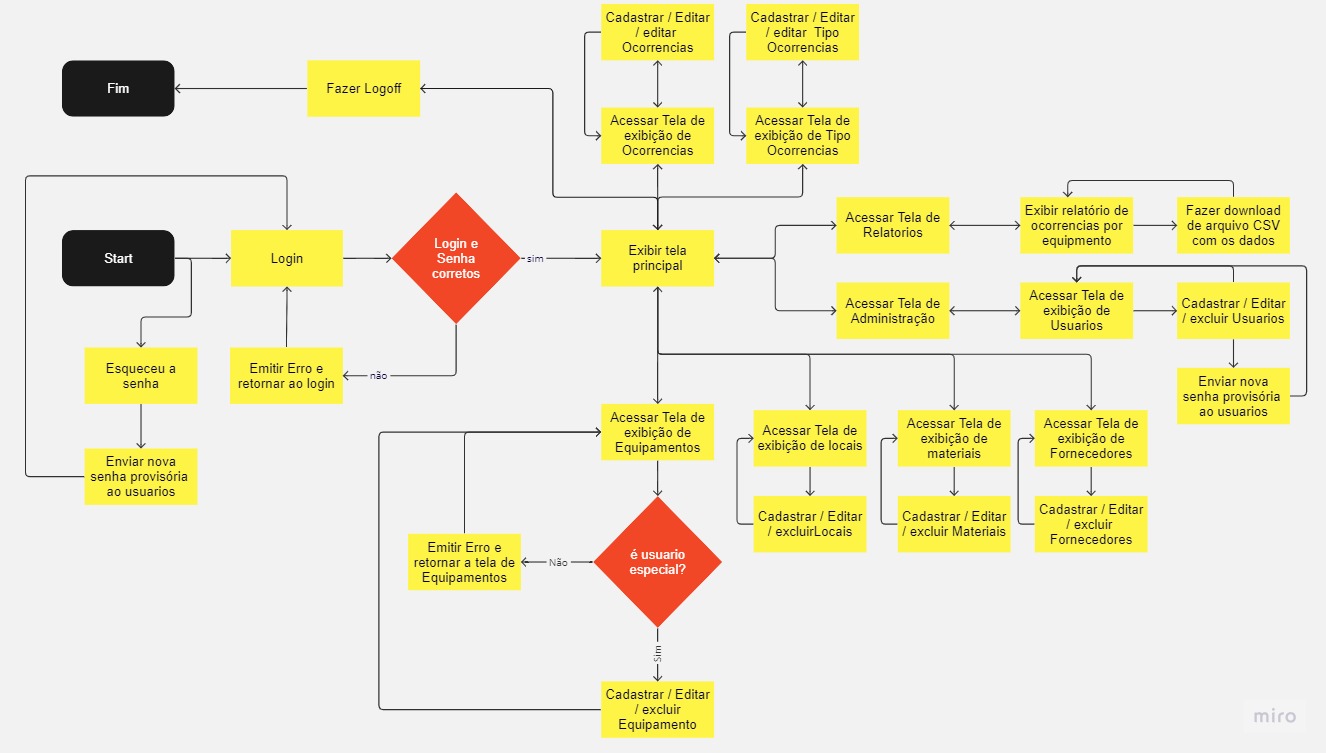 Cadastrar / Editar
/ editar
Ocorrencias
Cadastrar / Editar
/ editar  Tipo
Ocorrencias
Fim
Fazer Logoff
Acessar Tela de
exibição de
Ocorrencias
Acessar Tela de
exibição de Tipo
Ocorrencias
Start
Login
Login e
Senha
corretos
sim
Exibir tela
principal
Acessar Tela de
Relatorios
Exibir relatório de
ocorrencias por
equipmento
Fazer download
de arquivo CSV
com os dados
Acessar Tela de
Administração
Acessar Tela de
exibição de
Usuarios
Cadastrar / Editar
/ excluir Usuarios
Enviar nova
senha provisória
ao usuarios
Esqueceu a
senha
Emitir Erro e
retornar ao login
não
Enviar nova
senha provisória
ao usuarios
Acessar Tela de
exibição de
Equipamentos
Acessar Tela de
exibição de locais
Acessar Tela de
exibição de
materiais
Acessar Tela de
exibição de
Fornecedores
Cadastrar / Editar
/ excluirLocais
Cadastrar / Editar
/ excluir Materiais
Cadastrar / Editar
/ excluir
Fornecedores
Emitir Erro e
retornar a tela de
Equipamentos
Não
é usuario
especial?
Sim
Cadastrar / Editar
/ excluir
Equipamento
miro